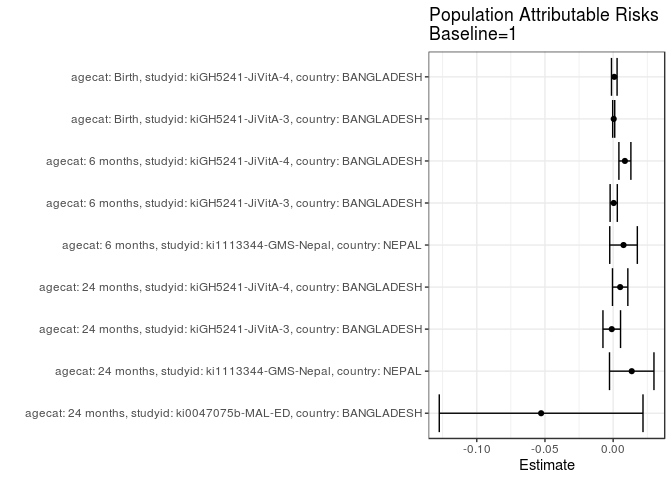 Population Attributable Risks
Baseline=1
agecat: Birth, studyid: kiGH5241-JiVitA-4, country: BANGLADESH
agecat: Birth, studyid: kiGH5241-JiVitA-3, country: BANGLADESH
agecat: 6 months, studyid: kiGH5241-JiVitA-4, country: BANGLADESH
agecat: 6 months, studyid: kiGH5241-JiVitA-3, country: BANGLADESH
agecat: 6 months, studyid: ki1113344-GMS-Nepal, country: NEPAL
agecat: 24 months, studyid: kiGH5241-JiVitA-4, country: BANGLADESH
agecat: 24 months, studyid: kiGH5241-JiVitA-3, country: BANGLADESH
agecat: 24 months, studyid: ki1113344-GMS-Nepal, country: NEPAL
agecat: 24 months, studyid: ki0047075b-MAL-ED, country: BANGLADESH
-0.10 -0.05 0.00
Estimate